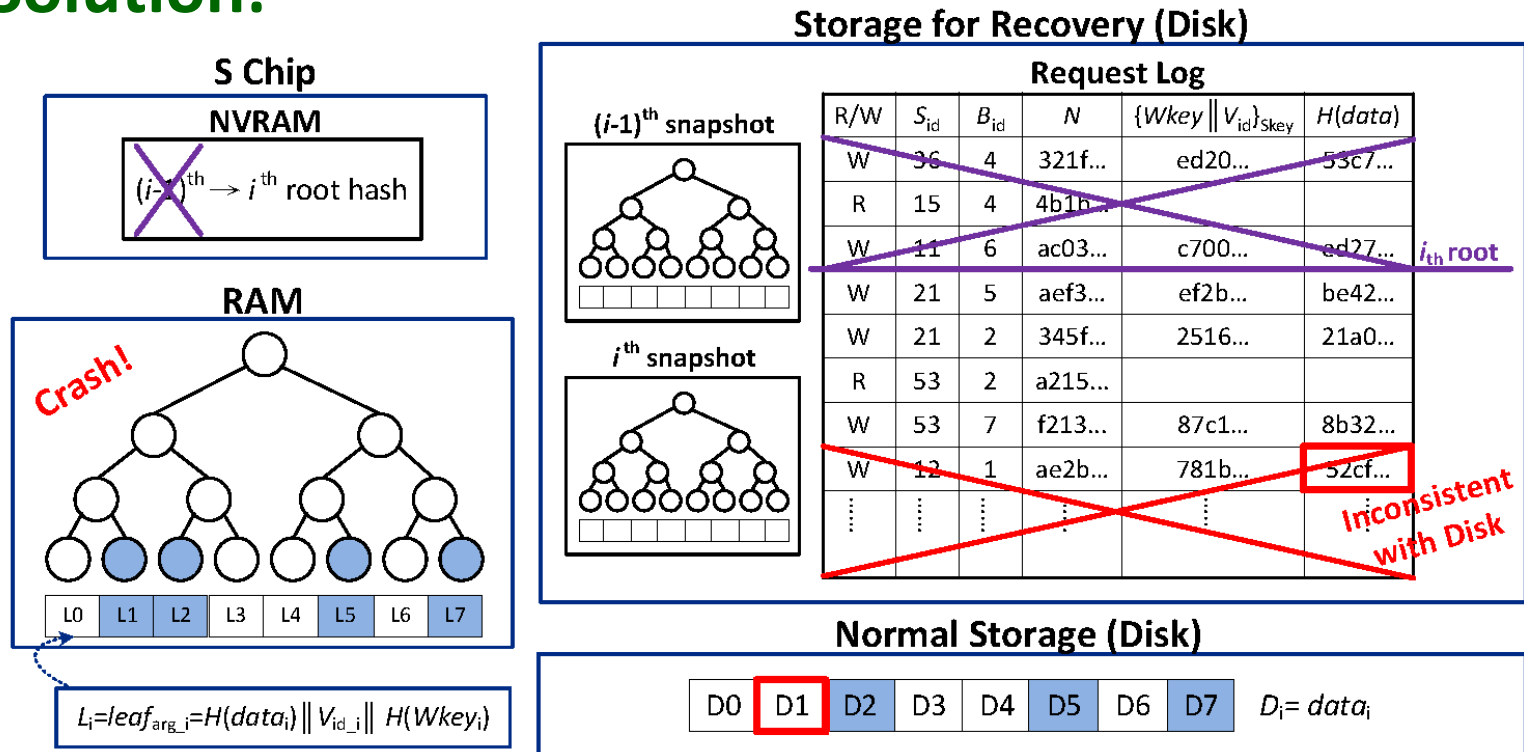 Solution:
Storage for Recovery (Disk)
S Chip
NVRAM
(i-1)th → i th root hash
RAM
Crash!
L0 L1 L2 L3 L4 L5 L6 L7
Li=leafarg_i=H(datai) || Vid_i || H(Wkeyi)
(i-1)th snapshot
i th snapshot
Request Log
R/W Sid Bid N {Wkey || Vid}Skey H(data)
W 36 4 321f... ed20... 53c7...
R 15 4 4b1b...
W 11 6 ac03... c700... ed27...
ith root
W 21 5 aef3... ef2b... be42...
W 21 2 345f... 2516... 21a0...
R 53 2 a215...
W 53 7 f213... 87c1... 8b32...
W 12 1 ae2b... 781b... 52cf...
Inconsistent
with Disk
Normal Storage (Disk)
D0 D1 D2 D3 D4 D5 D6 D7 Di= datai